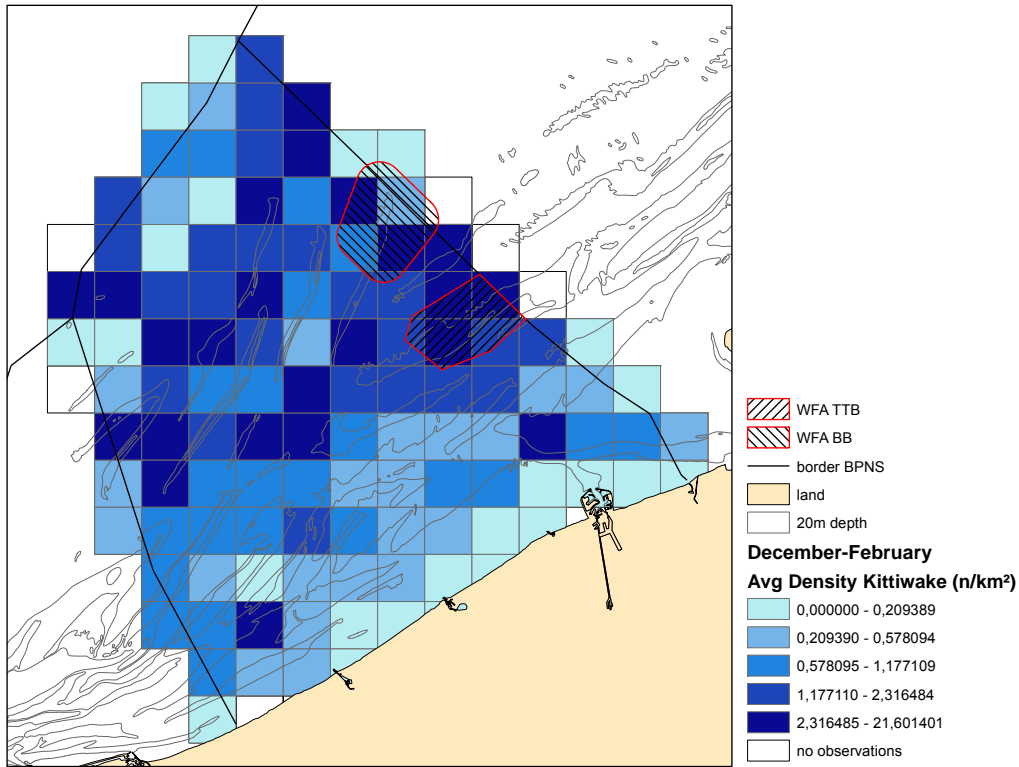 WFA TTB
WFA BB
border BPNS
land
20m depth
December-February
Avg Density Kittiwake (n/km²)
0,000000 - 0,209389
0,209390 - 0,578094
0,578095 - 1,177109
1,177110 - 2,316484
2,316485 - 21,601401
no observations